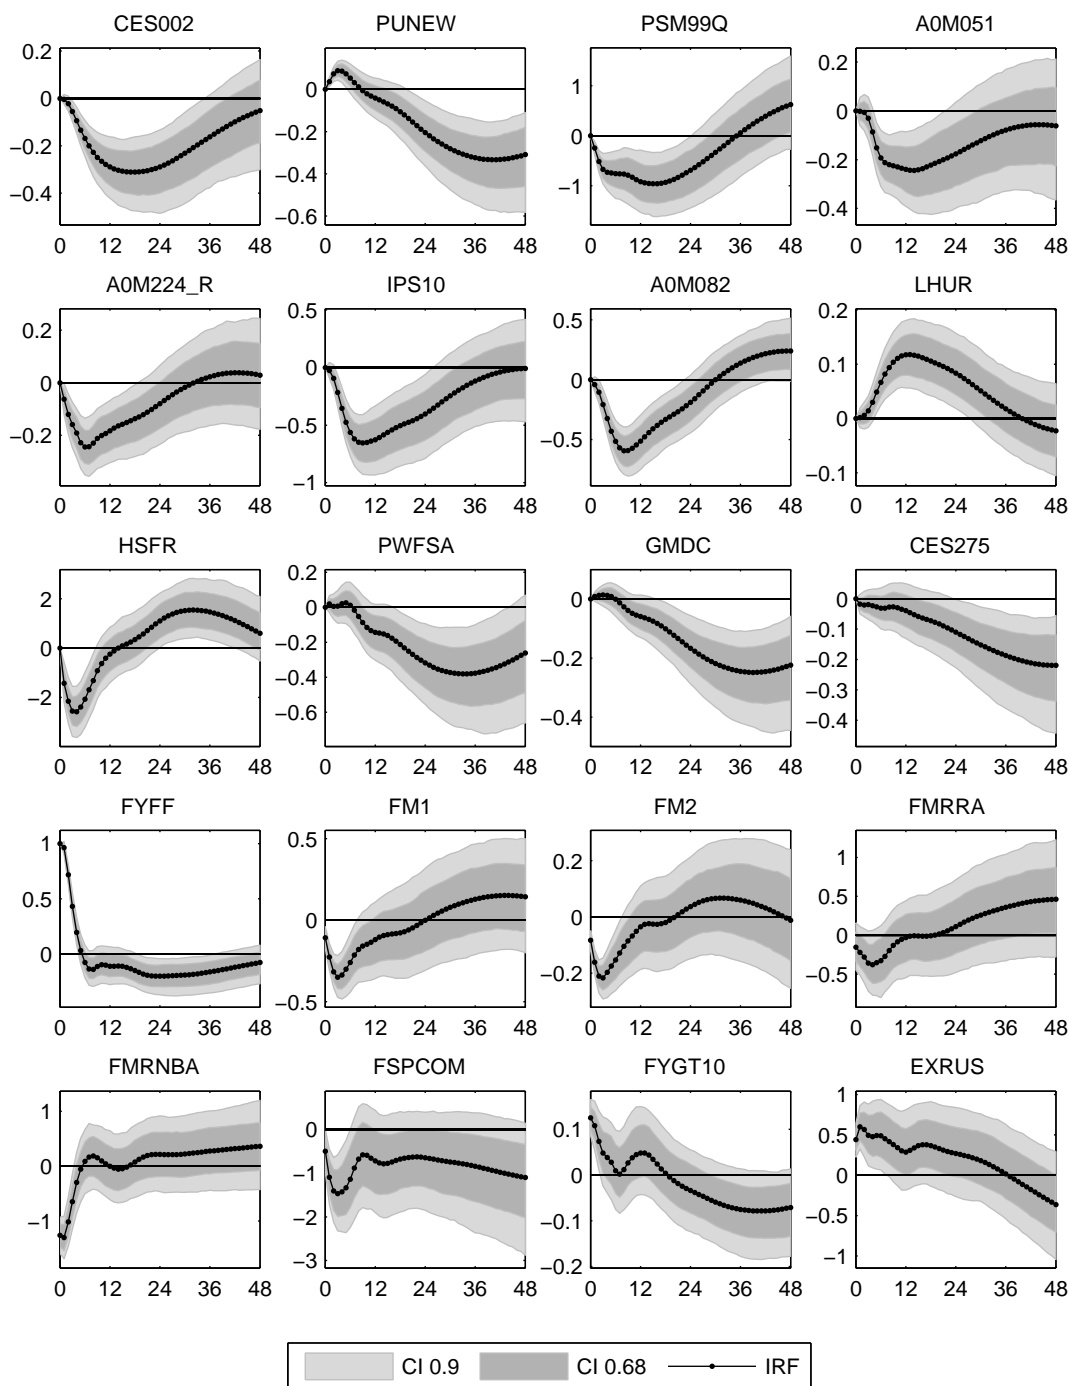 CES002 PUNEW PSM99Q A0M051
0.2 0 −0.2 −0.4
0 −0.2 −0.4 −0.6
1 0 −1
0.2 0 −0.2 −0.4
0 12 24 36 48 0 12 24 36 48 0 12 24 36 48 0 12 24 36 48
A0M224_R IPS10 A0M082 LHUR
0.2 0 −0.2
0.5 0 −0.5 −1
0.5 0 −0.5
0.2 0.1 0 −0.1
0 12 24 36 48 0 12 24 36 48 0 12 24 36 48 0 12 24 36 48
HSFR PWFSA GMDC CES275
2 0 −2
0.2 0 −0.2 −0.4 −0.6
0 −0.2 −0.4
0 −0.1 −0.2 −0.3 −0.4
0 12 24 36 48 0 12 24 36 48 0 12 24 36 48 0 12 24 36 48
FYFF FM1 FM2 FMRRA
1 0.5 0
0.5 0 −0.5
0.2 0 −0.2
1 0.5 0 −0.5
0 12 24 36 48 0 12 24 36 48 0 12 24 36 48 0 12 24 36 48
FMRNBA FSPCOM FYGT10 EXRUS
1 0 −1
0 −1 −2 −3
0.1 0 −0.1 −0.2
1 0.5 0 −0.5 −1
0 12 24 36 48 0 12 24 36 48 0 12 24 36 48 0 12 24 36 48
CI 0.9 CI 0.68 IRF